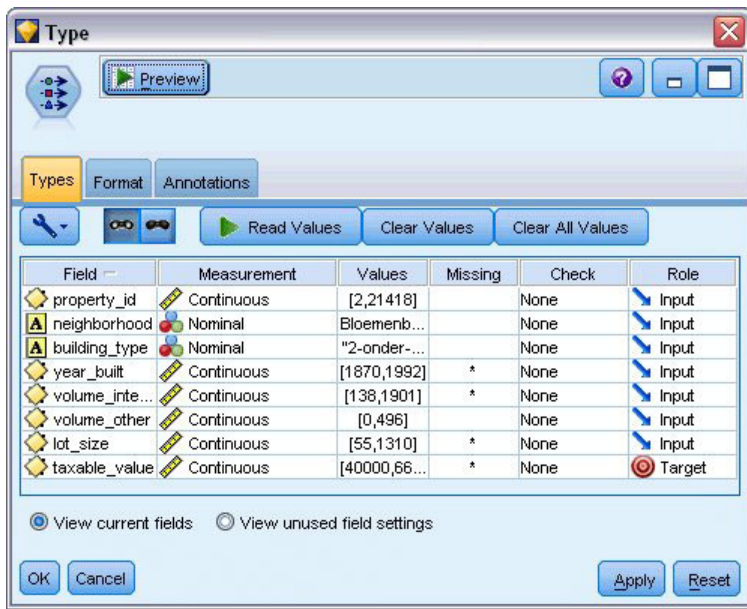 Type
Preview
Types Format Annotations
Read Values Clear Values Clear All Values
Field Measurement Values Missing Check Role
property_id Continuous [2,21418] None Input
A neighborhood Nominal Bloemenb... None Input
A building_type Nominal "2-onder-... None Input
year_built Continuous [1870,1992] * None Input
volume_inte... Continuous [138,1901] * None Input
volume_other Continuous [0,496] None Input
lot_size Continuous [55,1310] * None Input
taxable_value Continuous [40000,66... * None Target
View current fields View unused field settings
OK Cancel Apply Reset